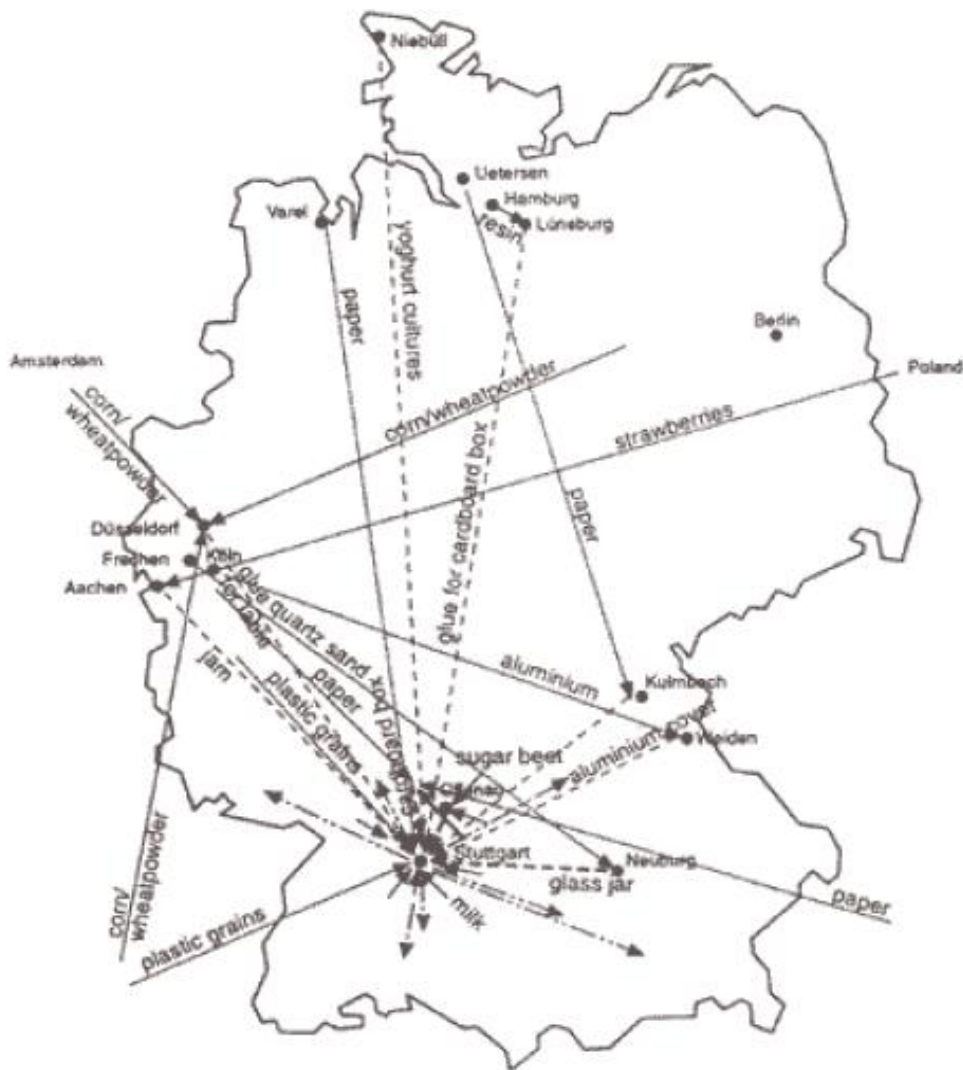 Niebüll
Uetersen
Hamburg
resin
Lüneburg
Varel
paper
yoghurt cultures
Berlin
Amsterdam
Poland
corn/
wheatpowder
corn/wheatpowder
strawberries
glue for cardboard box
paper
Düsseldorf
Frechen
Köln
Aachen
glue quartz sand
jam
plastic grains
paper
cardboard box
aluminium
Kulmbach
aluminium cover
Weiden
sugar beet
Stuttgart
Neuburg
glass jar
milk
paper
corn/
wheatpowder
plastic grains